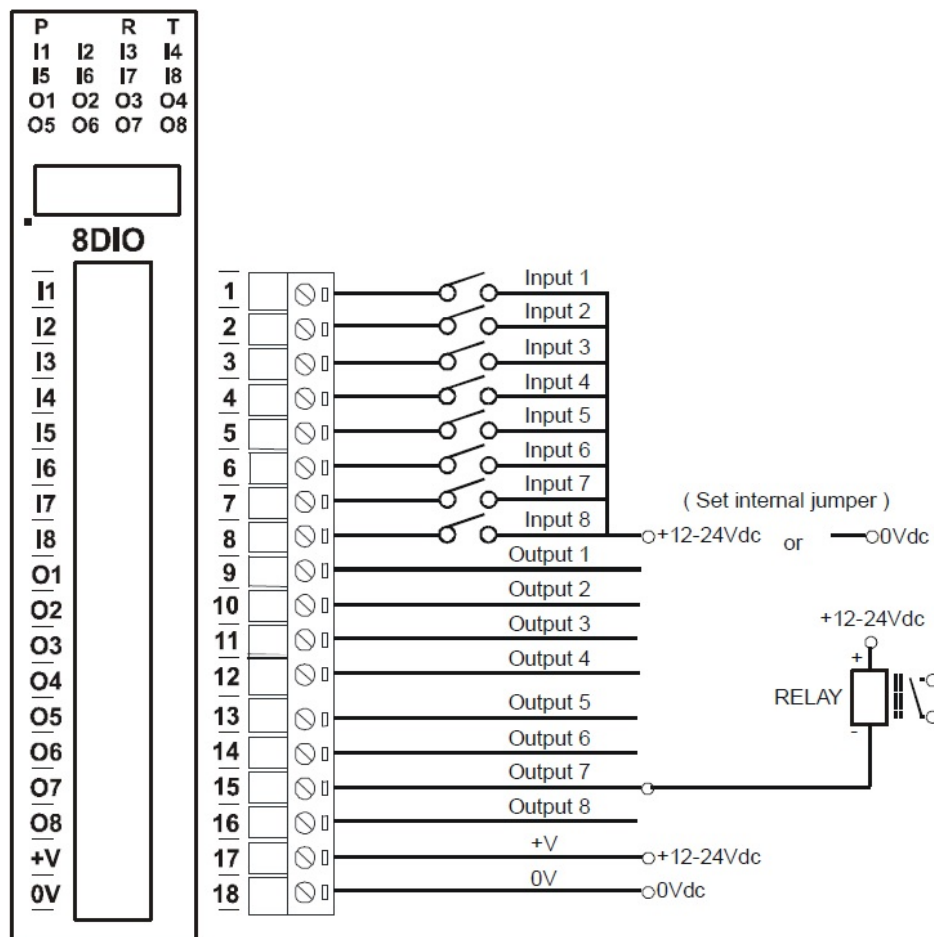 P R T
I1 I2 I3 I4
I5 I6 I7 I8
O1 O2 O3 O4
O5 O6 O7 O8
8DIO
I1 1 Input 1
I2 2 Input 2
I3 3 Input 3
I4 4 Input 4
I5 5 Input 5
I6 6 Input 6
I7 7 Input 7
( Set internal jumper )
I8 8 Input 8 +12-24Vdc or 0Vdc
O1 9 Output 1
O2 10 Output 2
O3 11 Output 3
+12-24Vdc
O4 12 Output 4
+
RELAY
O5 13 Output 5
-
O6 14 Output 6
O7 15 Output 7
O8 16 Output 8
+V 17 +V +12-24Vdc
0V 18 0V 0Vdc